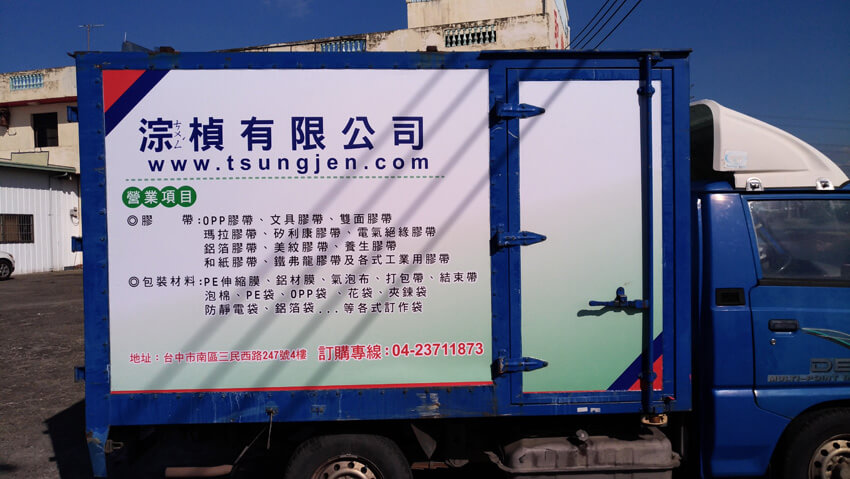 淙楨有限公司
ㄘㄨㄥˊ
www.tsungjen.com
營業項目
◎膠　　帶:OPP膠帶、文具膠帶、雙面膠帶
瑪拉膠帶、矽利康膠帶、電氣絕緣膠帶
鋁箔膠帶、美紋膠帶、養生膠帶
和紙膠帶、鐵弗龍膠帶及各式工業用膠帶
◎包裝材料:PE伸縮膜、鋁材膜、氣泡布、打包帶、結束帶
泡棉、PE袋、OPP袋、花袋、夾鍊袋
防靜電袋、鋁箔袋...等各式訂作袋
地址：台中市南區三民西路247號4樓 訂購專線：04-23711873